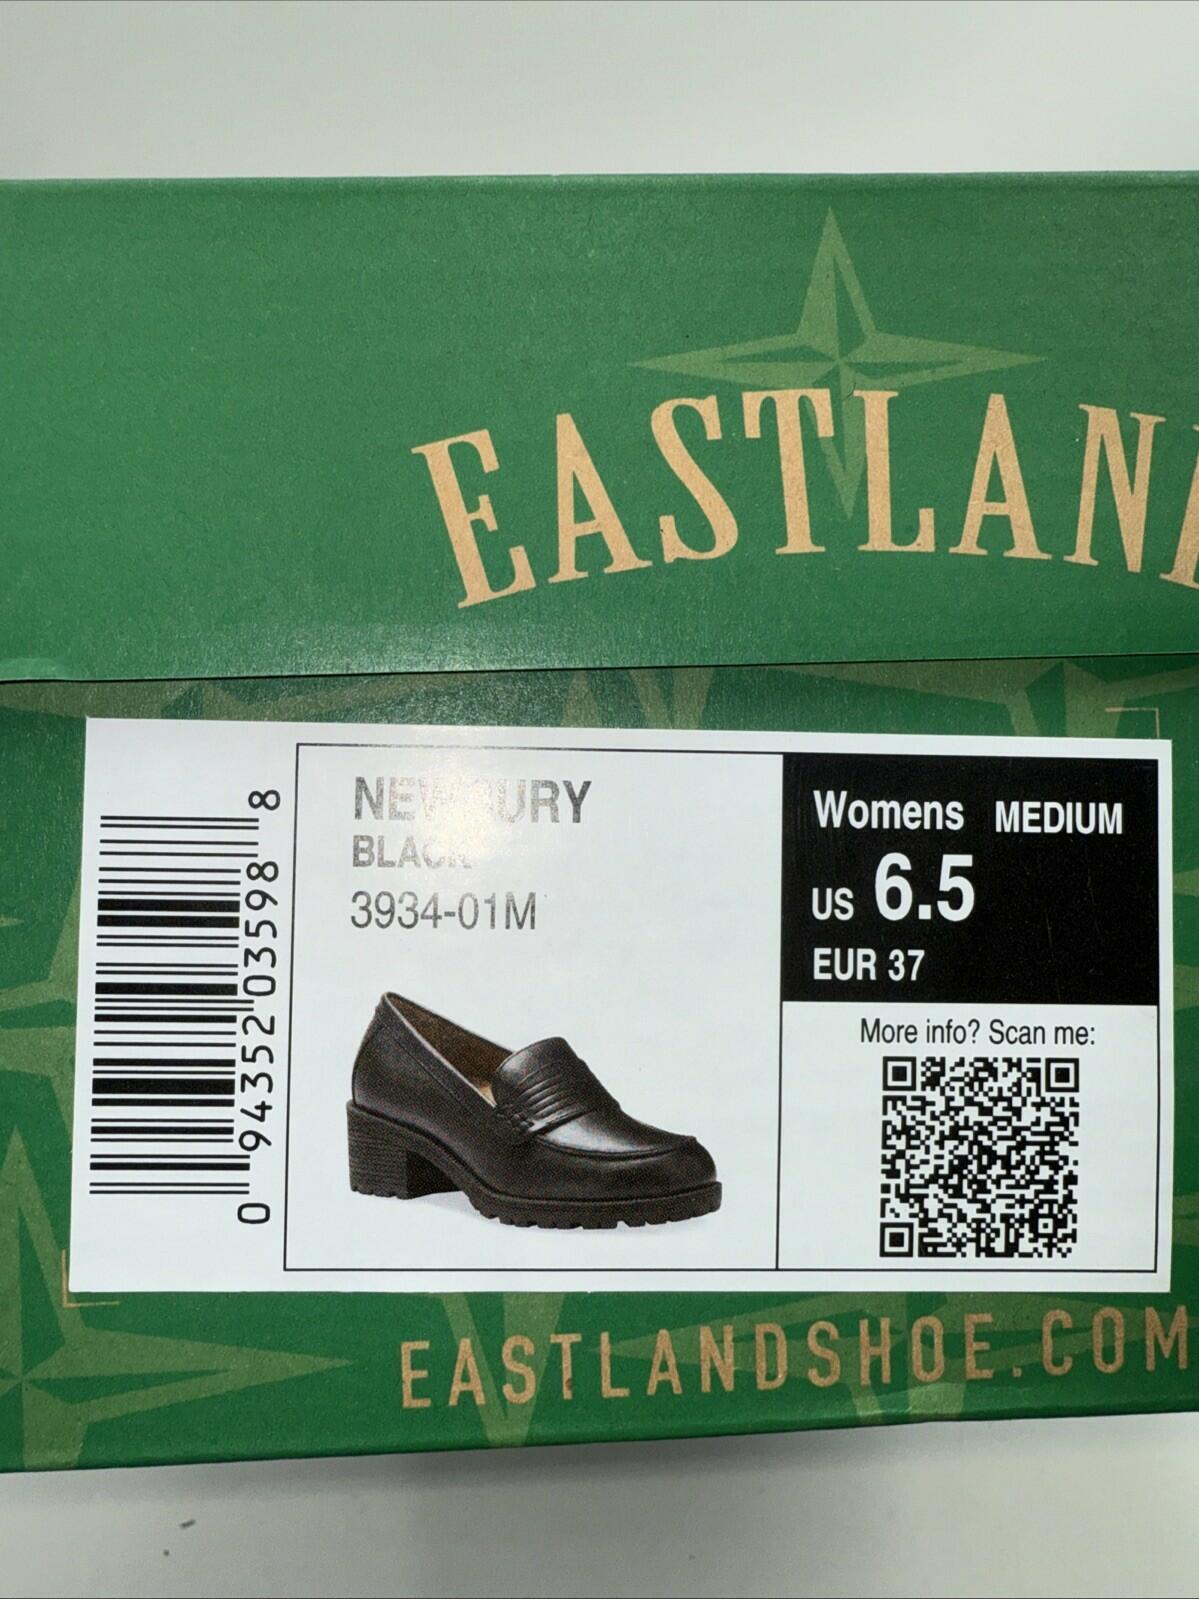 EASTLAN
NEWBURY
BLACK
3934-01M
Womens MEDIUM
US 6.5
EUR 37
More info? Scan me:
0 94352 03598 8
EASTLANDSHOE.COM